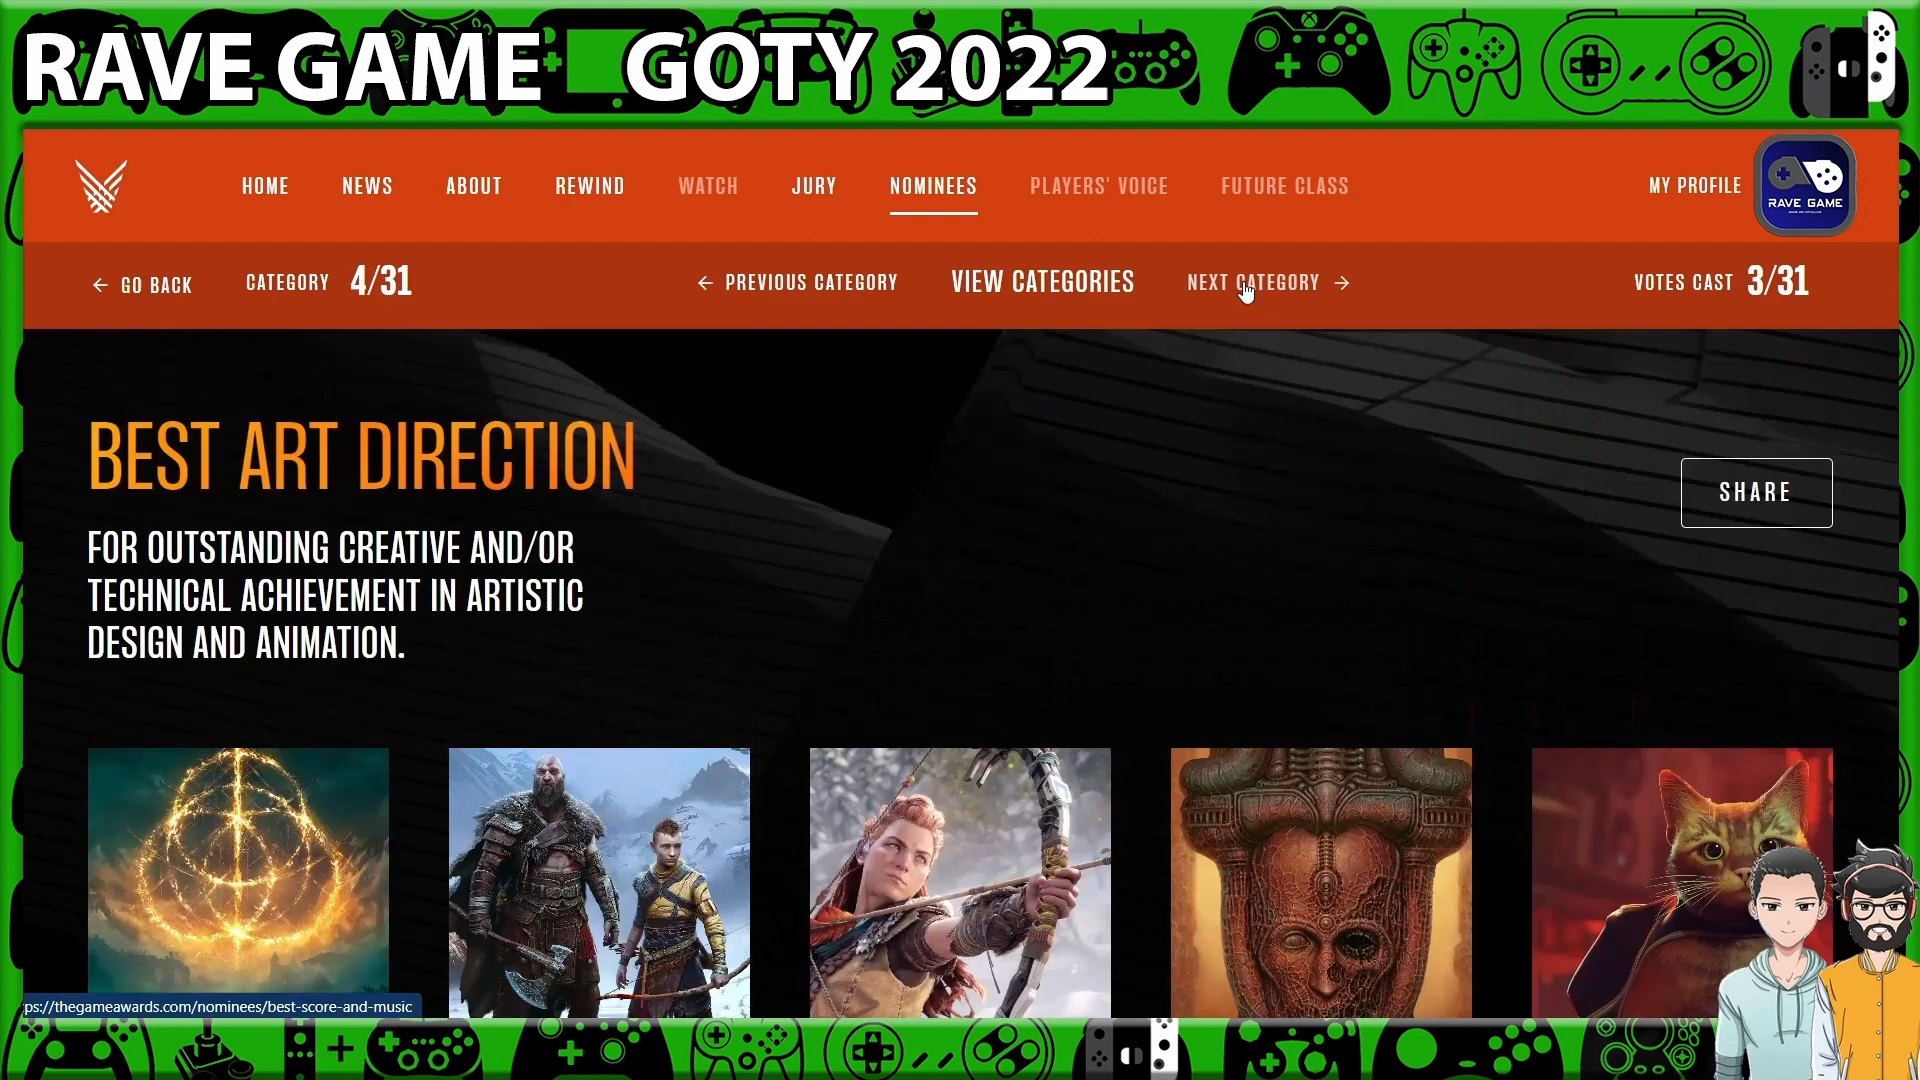 RAVE GAME GOTY 2022
HOME NEWS ABOUT REWIND WATCH JURY NOMINEES PLAYERS' VOICE FUTURE CLASS MY PROFILE
RAVE GAME
← GO BACK CATEGORY 4/31 ← PREVIOUS CATEGORY VIEW CATEGORIES NEXT CATEGORY → VOTES CAST 3/31
BEST ART DIRECTION
SHARE
FOR OUTSTANDING CREATIVE AND/OR
TECHNICAL ACHIEVEMENT IN ARTISTIC
DESIGN AND ANIMATION.
ps://thegameawards.com/nominees/best-score-and-music